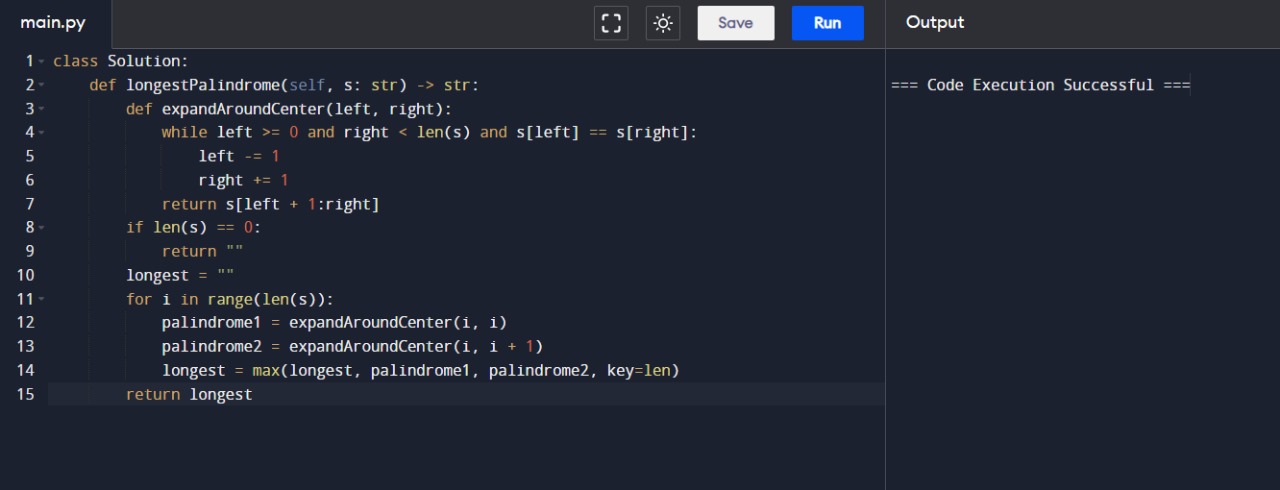 main.py Save Run Output
1 class Solution:
2     def longestPalindrome(self, s: str) -> str:
3         def expandAroundCenter(left, right):
4             while left >= 0 and right < len(s) and s[left] == s[right]:
5                 left -= 1
6                 right += 1
7             return s[left + 1:right]
8         if len(s) == 0:
9             return ""
10         longest = ""
11         for i in range(len(s)):
12             palindrome1 = expandAroundCenter(i, i)
13             palindrome2 = expandAroundCenter(i, i + 1)
14             longest = max(longest, palindrome1, palindrome2, key=len)
15         return longest
=== Code Execution Successful ===